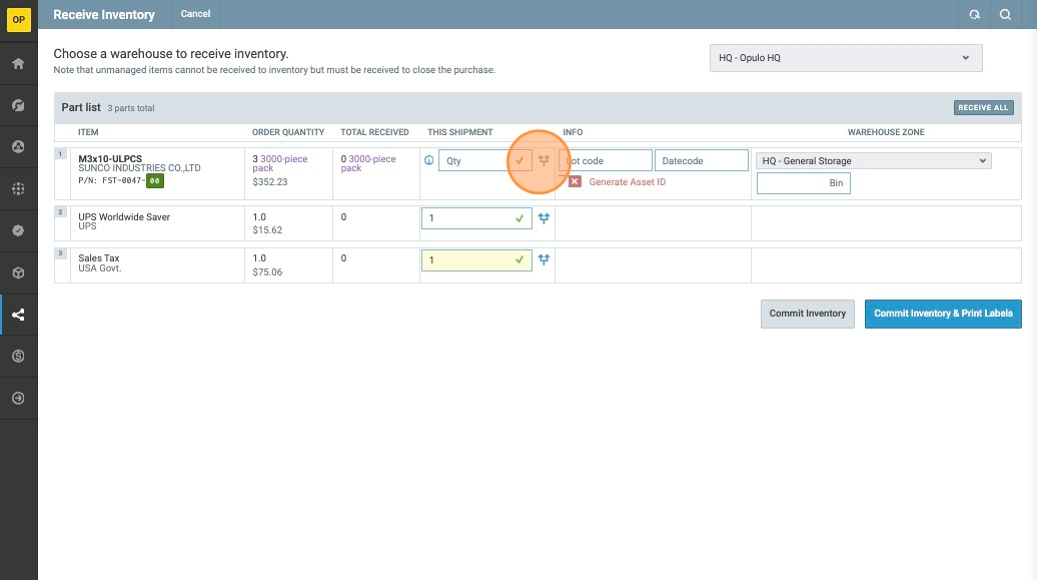 OP
Receive Inventory
Cancel
Choose a warehouse to receive inventory.
Note that unmanaged items cannot be received to inventory but must be received to close the purchase.
HQ - Opulo HQ
Part list 3 parts total
RECEIVE ALL
ITEM ORDER QUANTITY TOTAL RECEIVED THIS SHIPMENT INFO WAREHOUSE ZONE
1
M3x10-ULPCS
SUNCO INDUSTRIES CO.,LTD
P/N: FST-0047-00
3 3000-piece
pack
$352.23
0 3000-piece
pack
Qty
Lot code
Datecode
Generate Asset ID
HQ - General Storage
Bin
2
UPS Worldwide Saver
UPS
1.0
$15.62
0
1
3
Sales Tax
USA Govt.
1.0
$75.06
0
1
Commit Inventory
Commit Inventory & Print Labels